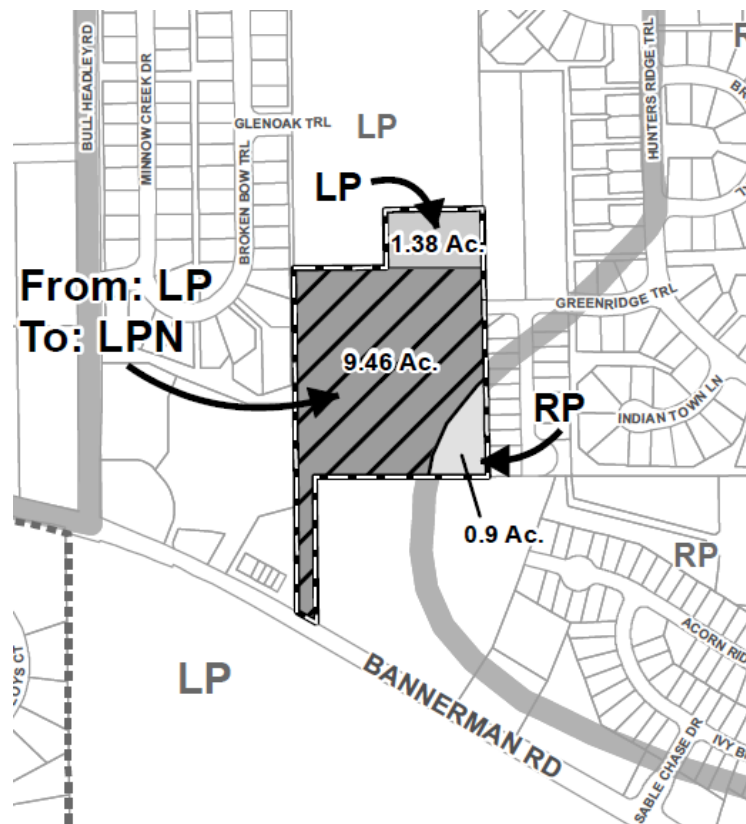 BULL HEADLEY RD
MINNOW CREEK DR
BROKEN BOW TRL
GLENOAK TRL
LP
HUNTERS RIDGE TRL
LP
1.38 Ac.
From: LP
To: LPN
GREENRIDGE TRL
9.46 Ac.
RP
INDIAN TOWN LN
0.9 Ac.
RP
ACORN RID
LP
BANNERMAN RD
OYS CT
SABLE CHASE DR
IVY B